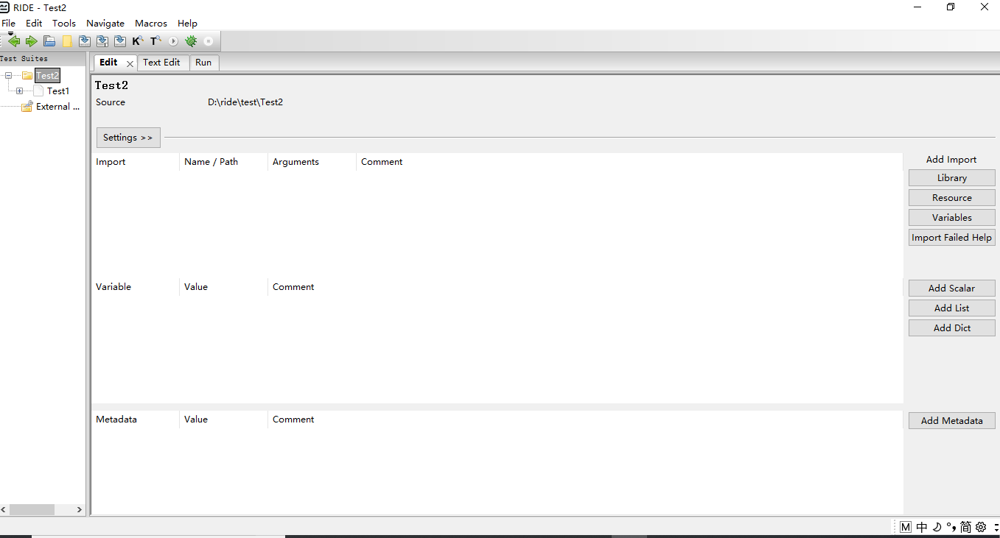 RIDE - Test2
File Edit Tools Navigate Macros Help
K T
Test Suites
Edit Text Edit Run
Test2
Test1
External ...
Test2
Source D:\ride\test\Test2
Settings >>
Import Name / Path Arguments Comment
Add Import
Library
Resource
Variables
Import Failed Help
Variable Value Comment
Add Scalar
Add List
Add Dict
Metadata Value Comment
Add Metadata
M 中 简